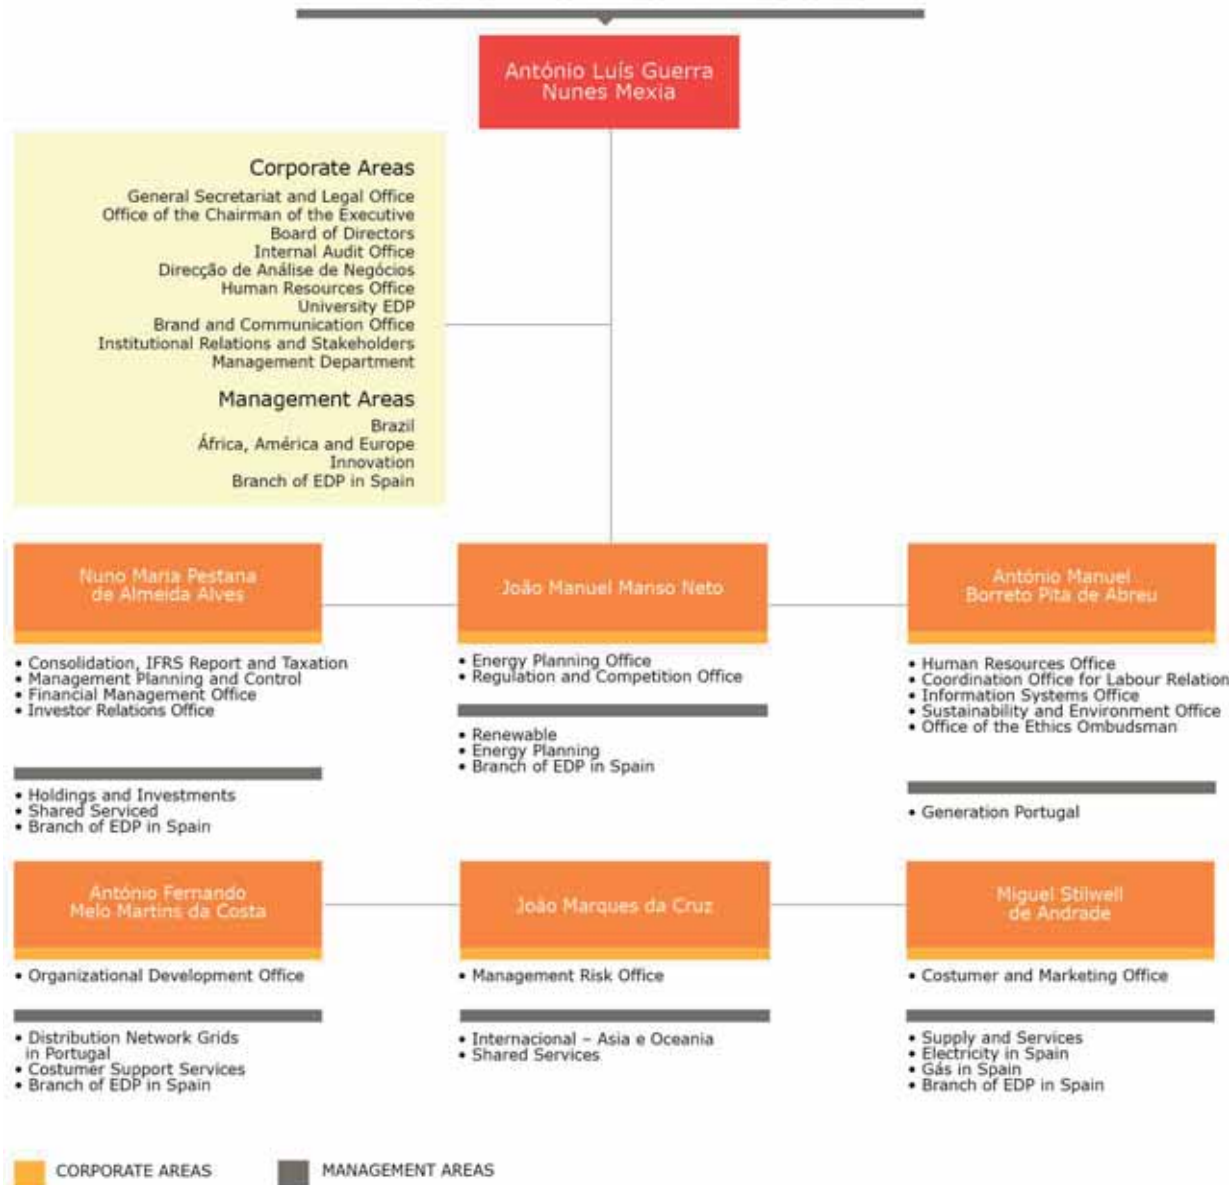 António Luís Guerra
Nunes Mexia
Corporate Areas
General Secretariat and Legal Office
Office of the Chairman of the Executive
Board of Directors
Internal Audit Office
Direcção de Análise de Negócios
Human Resources Office
University EDP
Brand and Communication Office
Institutional Relations and Stakeholders
Management Department
Management Areas
Brazil
África, América and Europe
Innovation
Branch of EDP in Spain
Nuno Maria Pestana
de Almeida Alves
• Consolidation, IFRS Report and Taxation
• Management Planning and Control
• Financial Management Office
• Investor Relations Office
• Holdings and Investments
• Shared Serviced
• Branch of EDP in Spain
João Manuel Manso Neto
• Energy Planning Office
• Regulation and Competition Office
• Renewable
• Energy Planning
• Branch of EDP in Spain
António Manuel
Borreto Pita de Abreu
• Human Resources Office
• Coordination Office for Labour Relation
• Information Systems Office
• Sustainability and Environment Office
• Office of the Ethics Ombudsman
• Generation Portugal
António Fernando
Melo Martins da Costa
• Organizational Development Office
• Distribution Network Grids
in Portugal
• Costumer Support Services
• Branch of EDP in Spain
João Marques da Cruz
• Management Risk Office
• Internacional – Asia e Oceania
• Shared Services
Miguel Stilwell
de Andrade
• Costumer and Marketing Office
• Supply and Services
• Electricity in Spain
• Gás in Spain
• Branch of EDP in Spain
CORPORATE AREAS
MANAGEMENT AREAS